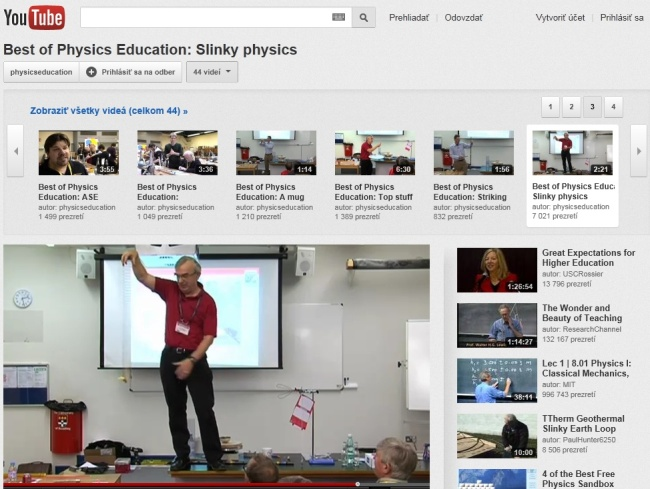 YouTube
Prehliadať
Odovzdať
Vytvoriť účet
Prihlásiť sa
Best of Physics Education: Slinky physics
physicseducation
Prihlásiť sa na odber
44 videí
Zobraziť všetky videá (celkom 44) »
1
2
3
4
3:55
Best of Physics
Education: ASE
autor: physicseducation
1 499 prezretí
3:36
Best of Physics
Education:
autor: physicseducation
1 049 prezretí
1:14
Best of Physics
Education: A mug
autor: physicseducation
1 210 prezretí
6:30
Best of Physics
Education: Top stuff
autor: physicseducation
1 389 prezretí
1:56
Best of Physics
Education: Striking
autor: physicseducation
832 prezretí
2:21
Best of Physics Educa
Slinky physics
autor: physicseducation
7 021 prezretí
1:26:54
Great Expectations for
Higher Education
autor: USCRossier
13 796 prezretí
1:14:27
The Wonder and
Beauty of Teaching
autor: ResearchChannel
132 167 prezretí
38:11
Lec 1 | 8.01 Physics I:
Classical Mechanics,
autor: MIT
996 743 prezretí
10:00
TTherm Geothermal
Slinky Earth Loop
autor: PaulHunter6250
8 506 prezretí
4 of the Best Free
Physics Sandbox